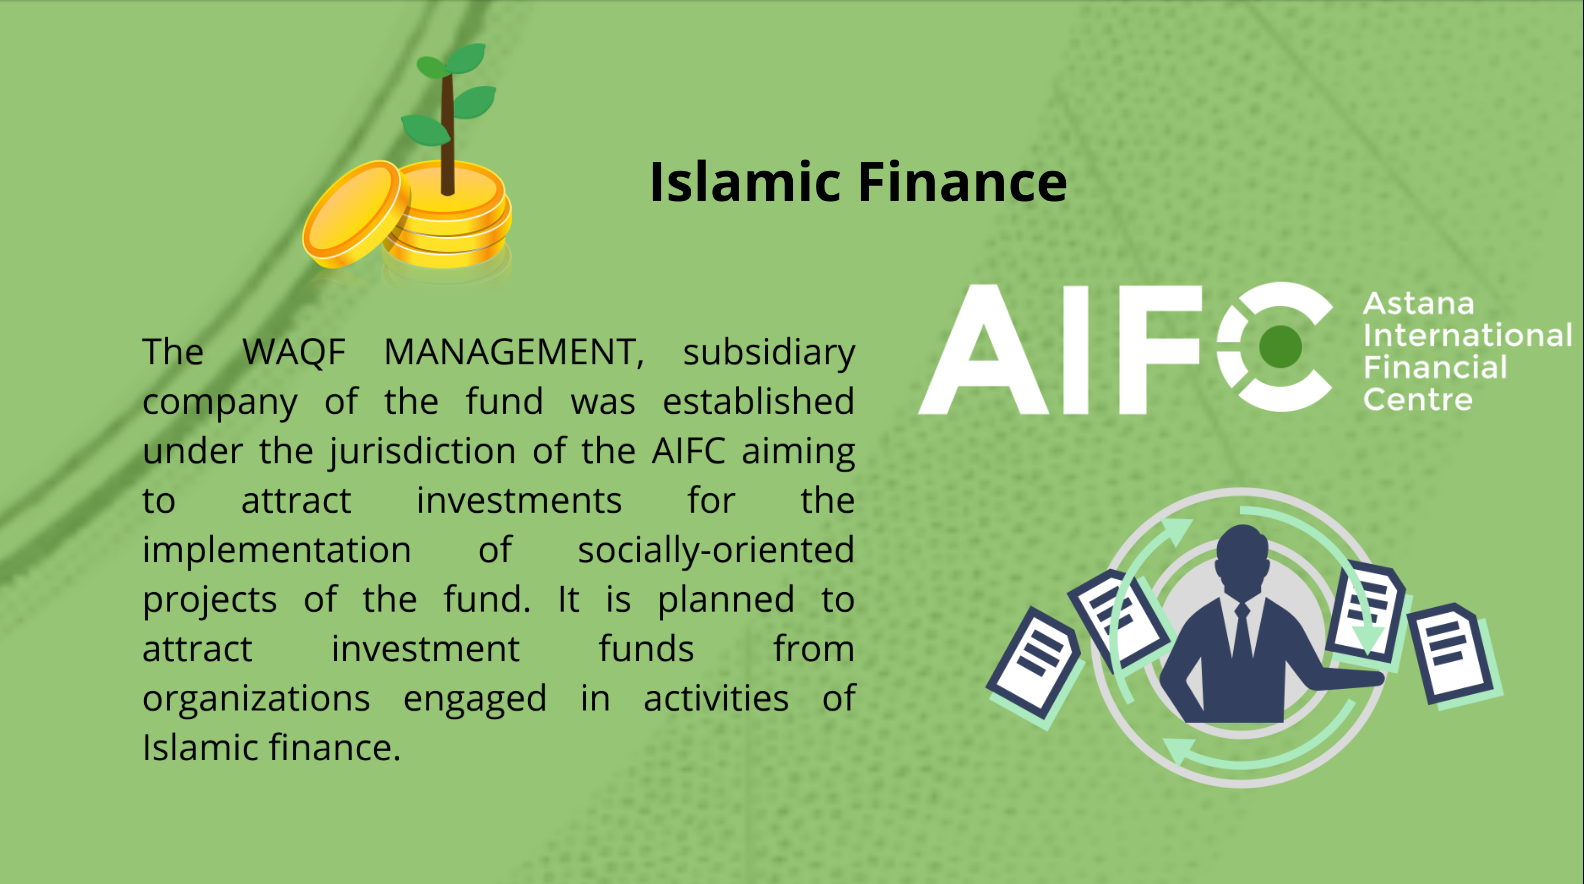 Islamic Finance
The WAQF MANAGEMENT, subsidiary
company of the fund was established
under the jurisdiction of the AIFC aiming
to attract investments for the
implementation of socially-oriented
projects of the fund. It is planned to
attract investment funds from
organizations engaged in activities of
Islamic finance.
AIFC
Astana
International
Financial
Centre